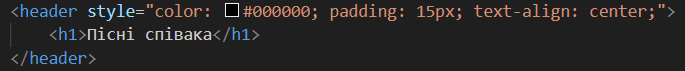 <header style="color: #000000; padding: 15px; text-align: center;">
<h1>Пісні співака</h1>
</header>